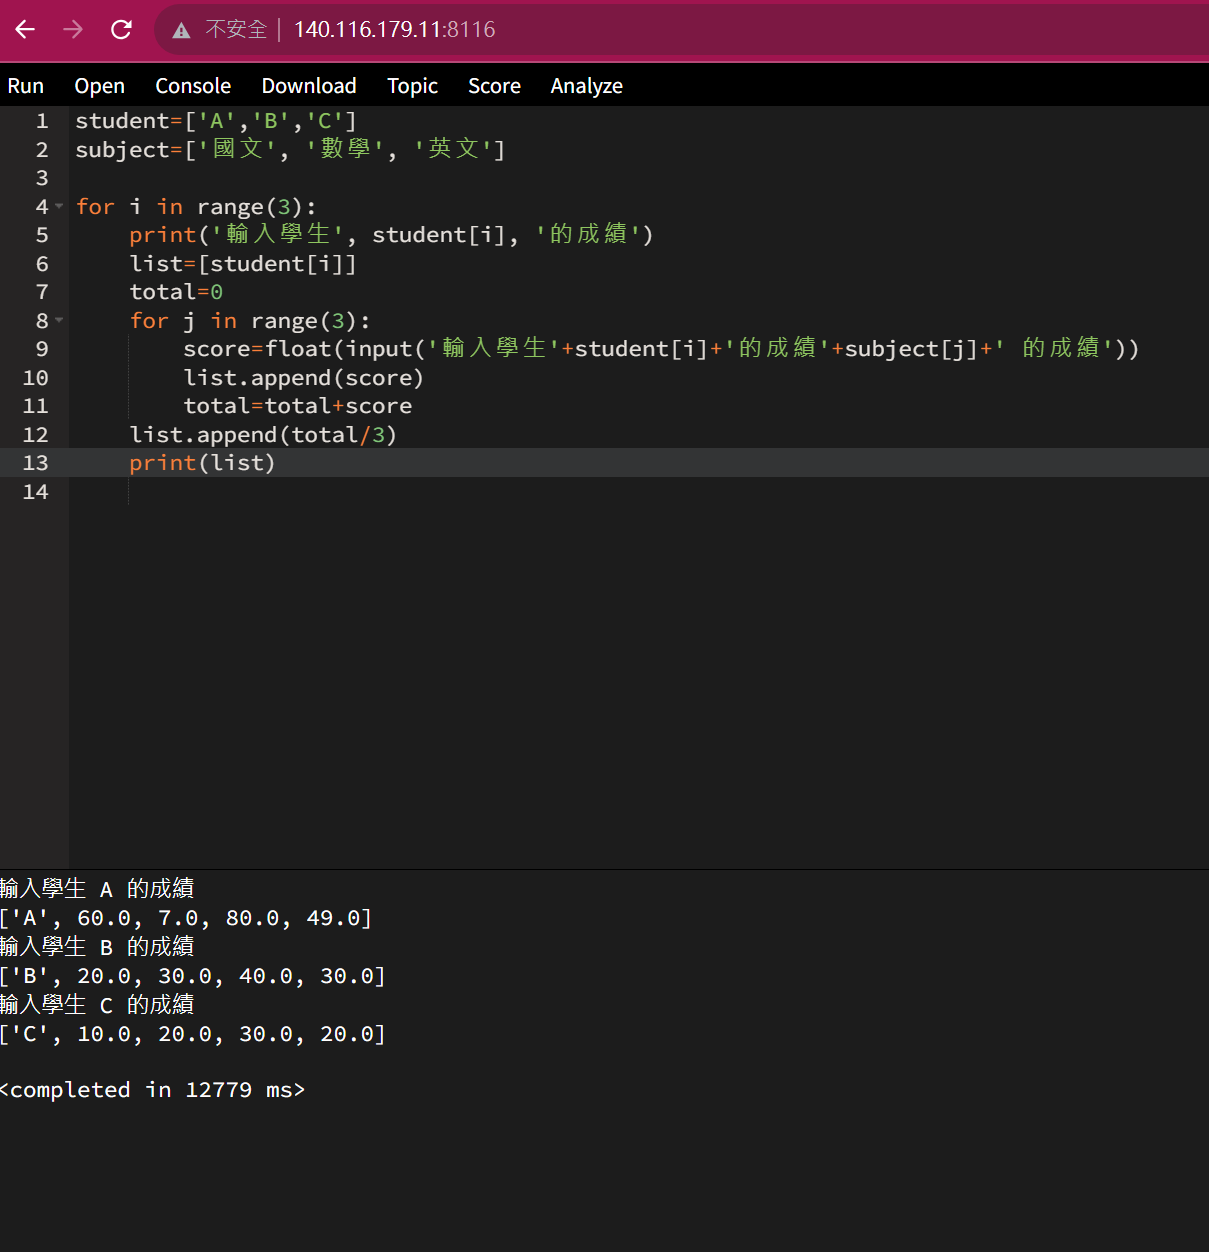 不安全 | 140.116.179.11:8116
Run Open Console Download Topic Score Analyze
1 student=['A','B','C']
2 subject=['國文', '數學', '英文']
3
4 for i in range(3):
5     print('輸入學生', student[i], '的成績')
6     list=[student[i]]
7     total=0
8     for j in range(3):
9         score=float(input('輸入學生'+student[i]+'的成績'+subject[j]+' 的成績'))
10         list.append(score)
11         total=total+score
12     list.append(total/3)
13     print(list)
14
輸入學生 A 的成績
['A', 60.0, 7.0, 80.0, 49.0]
輸入學生 B 的成績
['B', 20.0, 30.0, 40.0, 30.0]
輸入學生 C 的成績
['C', 10.0, 20.0, 30.0, 20.0]
<completed in 12779 ms>